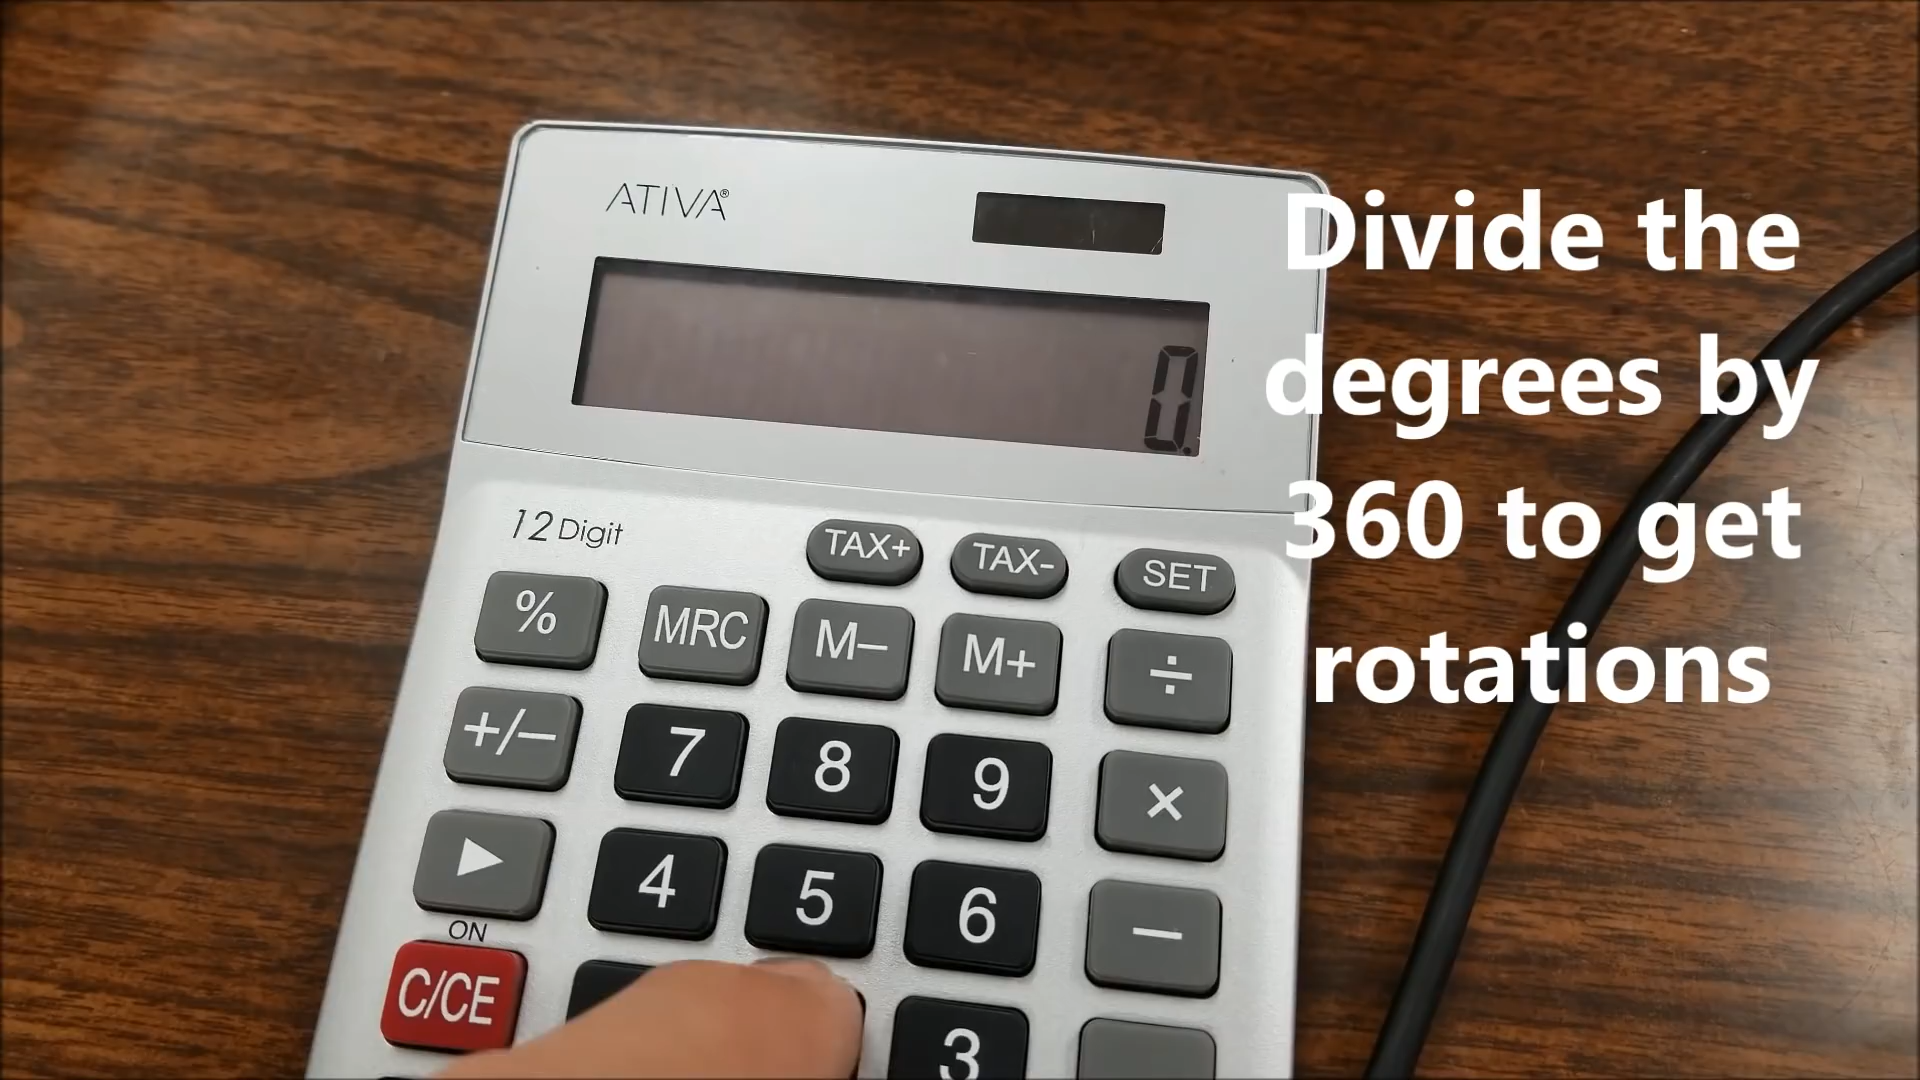 ATIVA®
Divide the
degrees by
360 to get
rotations
0.
12 Digit
TAX+ TAX- SET
% MRC M− M+ ÷
+/− 7 8 9 ×
▶ 4 5 6 −
ON
C/CE 3